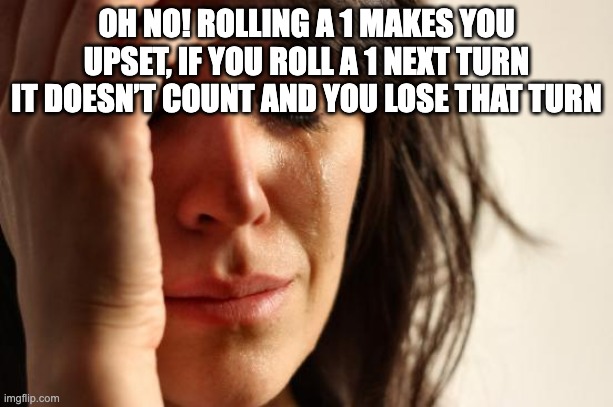 OH NO! ROLLING A 1 MAKES YOU
UPSET, IF YOU ROLL A 1 NEXT TURN
IT DOESN'T COUNT AND YOU LOSE THAT TURN
imgflip.com